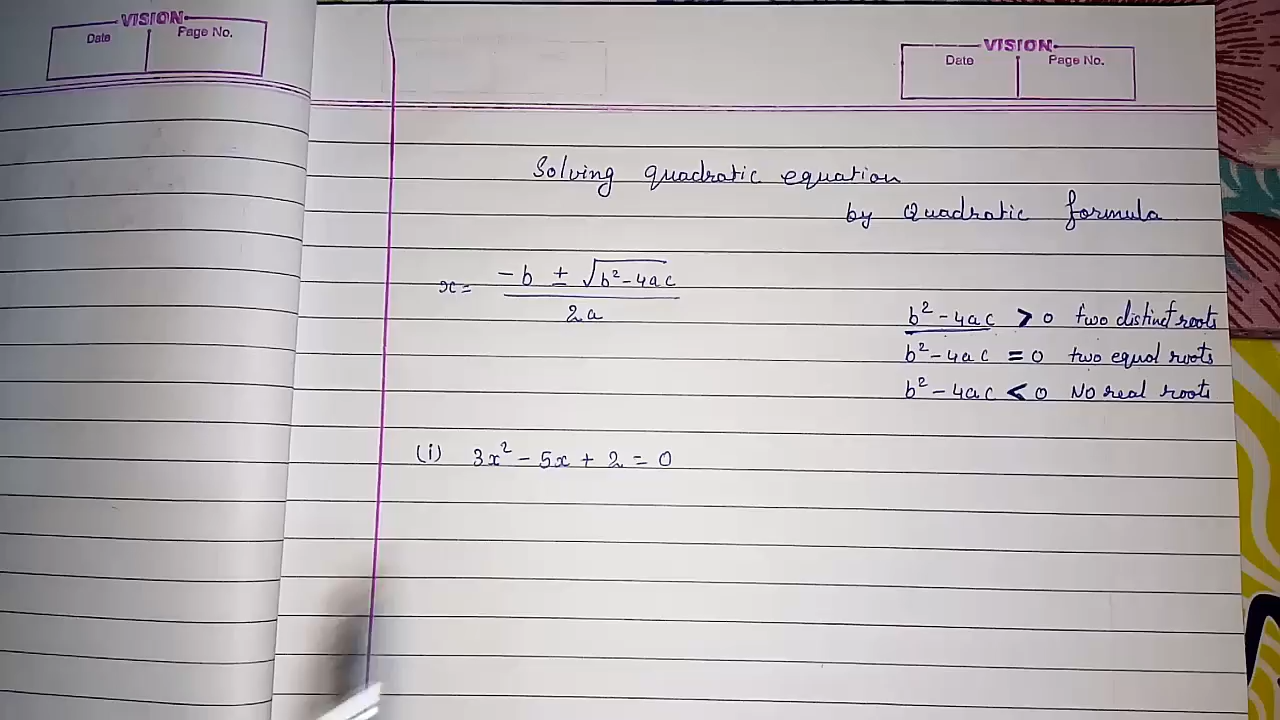 VISION
Date Page No.
VISION
Date Page No.
Solving quadratic equation
by Quadratic formula
x = -b ± √b²-4ac
2a
b² - 4ac > 0 two distinct roots
b² - 4ac = 0 two equal roots
b² - 4ac < 0 No real roots
(i) 3x² - 5x + 2 = 0